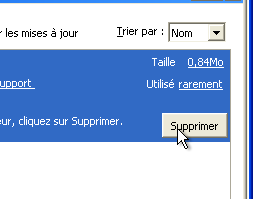 r les mises à jour Trier par : Nom
Taille 0,84Mo
upport Utilisé rarement
eur, cliquez sur Supprimer.
Supprimer